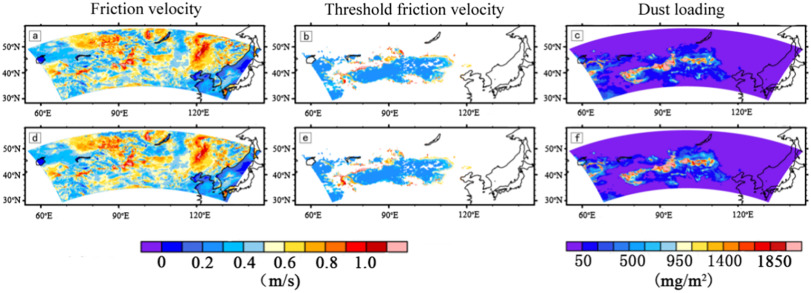 Friction velocity Threshold friction velocity Dust loading
a b c
50°N 50°N 50°N
40°N 40°N 40°N
30°N 30°N 30°N
60°E 90°E 120°E 60°E 90°E 120°E 60°E 90°E 120°E
d e f
50°N 50°N 50°N
40°N 40°N 40°N
30°N 30°N 30°N
60°E 90°E 120°E 60°E 90°E 120°E 60°E 90°E 120°E
0 0.2 0.4 0.6 0.8 1.0 50 500 950 1400 1850
(m/s) (mg/m²)